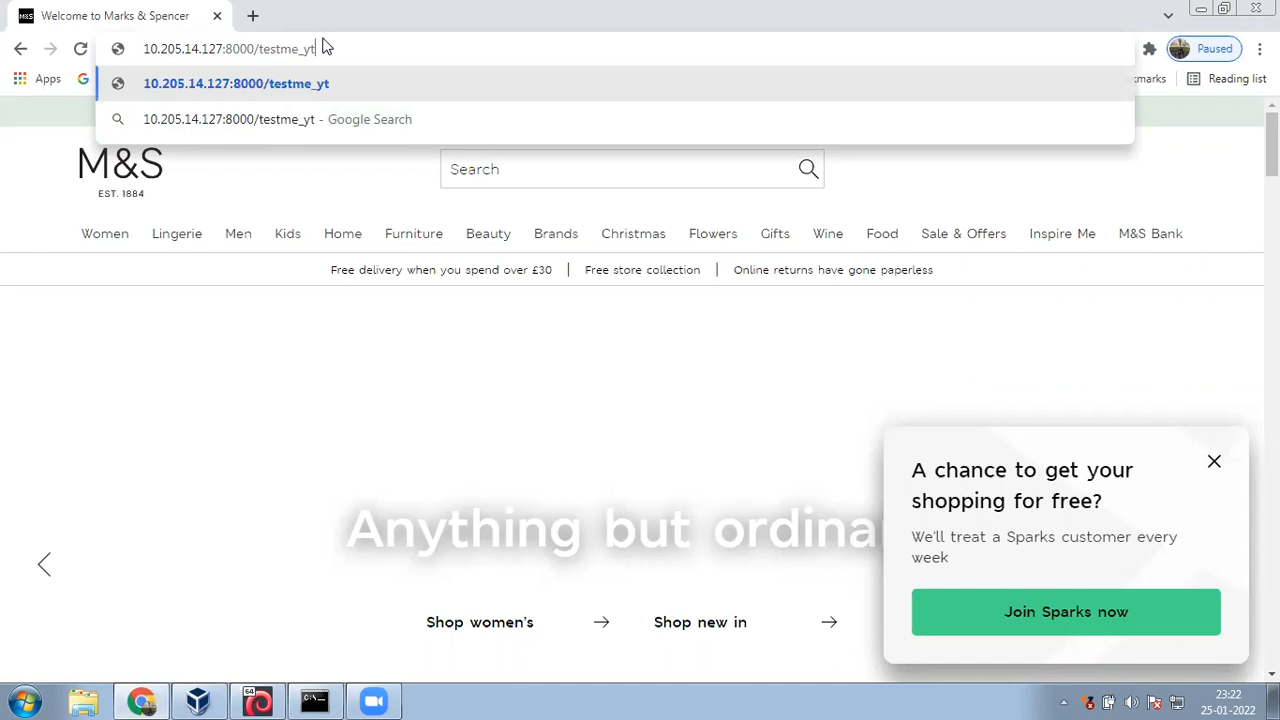 M&S Welcome to Marks & Spencer
10.205.14.127:8000/testme_yt
Paused
10.205.14.127:8000/testme_yt
Apps
G
kmarks
Reading list
10.205.14.127:8000/testme_yt - Google Search
M&S
EST. 1884
Search
Women Lingerie Men Kids Home Furniture Beauty Brands Christmas Flowers Gifts Wine Food Sale & Offers Inspire Me M&S Bank
Free delivery when you spend over £30 | Free store collection | Online returns have gone paperless
Anything but ordina
Shop women's → Shop new in →
A chance to get your
shopping for free?
We'll treat a Sparks customer every
week
Join Sparks now
64
23:22
25-01-2022